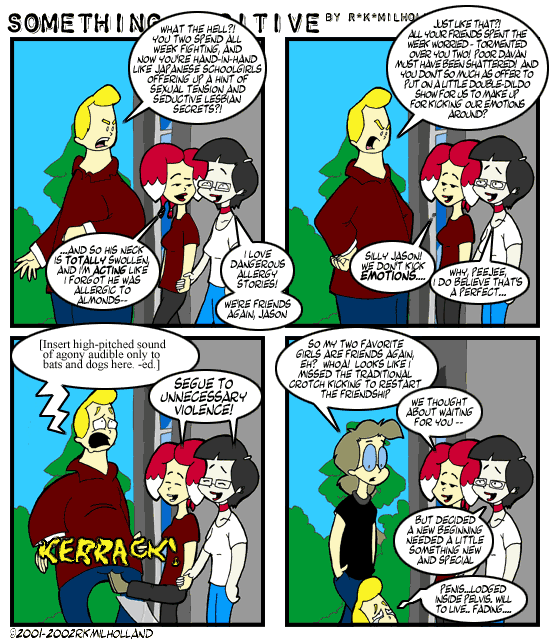 SOMETHING
ITIVE BY R*K*MILHOL
WHAT THE HELL?!
YOU TWO SPEND ALL
WEEK FIGHTING, AND
NOW YOU'RE HAND-IN-HAND
LIKE JAPANESE SCHOOLGIRLS
OFFERING UP A HINT OF
SEXUAL TENSION AND
SEDUCTIVE LESBIAN
SECRETS?!
...AND SO HIS NECK
IS TOTALLY SWOLLEN,
AND I'M ACTING LIKE
I FORGOT HE WAS
ALLERGIC TO
ALMONDS--
I LOVE
DANGEROUS
ALLERGY
STORIES!
WE'RE FRIENDS
AGAIN, JASON
JUST LIKE THAT?!
ALL YOUR FRIENDS SPENT THE
WEEK WORRIED - TORMENTED
OVER YOU TWO! POOR DAVAN
MUST HAVE BEEN SHATTERED! AND
YOU DON'T SO MUCH AS OFFER TO
PUT ON A LITTLE DOUBLE-DILDO
SHOW FOR US TO MAKE UP
FOR KICKING OUR EMOTIONS
AROUND?
SILLY JASON!
WE DON'T KICK
EMOTIONS....
WHY, PEEJEE,
I DO BELIEVE THAT'S
A PERFECT....
[Insert high-pitched sound
of agony audible only to
bats and dogs here. -ed.]
SEGUE TO
UNNECESSARY
VIOLENCE!
KERRACK!
SO MY TWO FAVORITE
GIRLS ARE FRIENDS AGAIN,
EH? WHOA! LOOKS LIKE I
MISSED THE TRADITIONAL
CROTCH KICKING TO RESTART
THE FRIENDSHIP?
WE THOUGHT
ABOUT WAITING
FOR YOU --
BUT DECIDED
A NEW BEGINNING
NEEDED A LITTLE
SOMETHING NEW
AND SPECIAL
PENIS...LODGED
INSIDE PELVIS. WILL
TO LIVE.. FADING....
©2001-2002RKMILHOLLAND